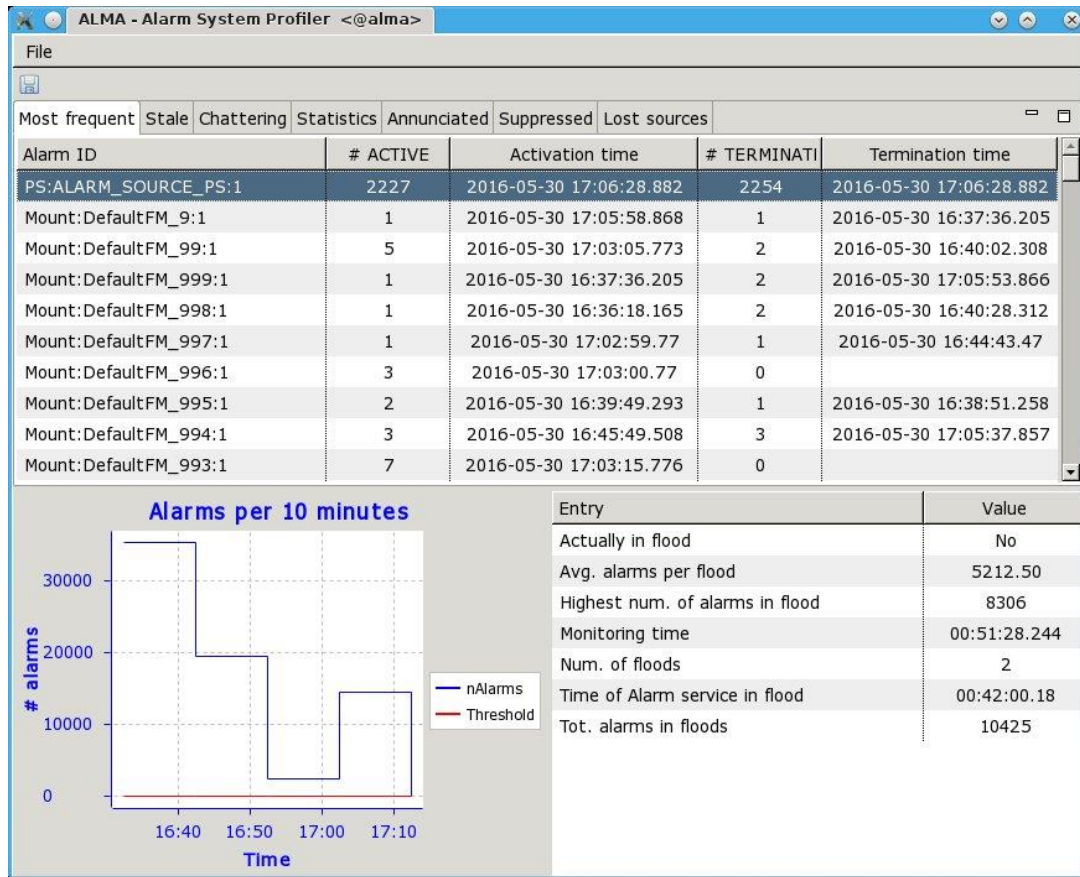 ALMA - Alarm System Profiler <@alma>
File
Most frequent Stale Chattering Statistics Annunciated Suppressed Lost sources
Alarm ID # ACTIVE Activation time # TERMINATI Termination time
PS:ALARM_SOURCE_PS:1 2227 2016-05-30 17:06:28.882 2254 2016-05-30 17:06:28.882
Mount:DefaultFM_9:1 1 2016-05-30 17:05:58.868 1 2016-05-30 16:37:36.205
Mount:DefaultFM_99:1 5 2016-05-30 17:03:05.773 2 2016-05-30 16:40:02.308
Mount:DefaultFM_999:1 1 2016-05-30 16:37:36.205 2 2016-05-30 17:05:53.866
Mount:DefaultFM_998:1 1 2016-05-30 16:36:18.165 2 2016-05-30 16:40:28.312
Mount:DefaultFM_997:1 1 2016-05-30 17:02:59.77 1 2016-05-30 16:44:43.47
Mount:DefaultFM_996:1 3 2016-05-30 17:03:00.77 0
Mount:DefaultFM_995:1 2 2016-05-30 16:39:49.293 1 2016-05-30 16:38:51.258
Mount:DefaultFM_994:1 3 2016-05-30 16:45:49.508 3 2016-05-30 17:05:37.857
Mount:DefaultFM_993:1 7 2016-05-30 17:03:15.776 0
Alarms per 10 minutes
# alarms
30000
20000
10000
0
16:40 16:50 17:00 17:10
Time
nAlarms
Threshold
Entry Value
Actually in flood No
Avg. alarms per flood 5212.50
Highest num. of alarms in flood 8306
Monitoring time 00:51:28.244
Num. of floods 2
Time of Alarm service in flood 00:42:00.18
Tot. alarms in floods 10425